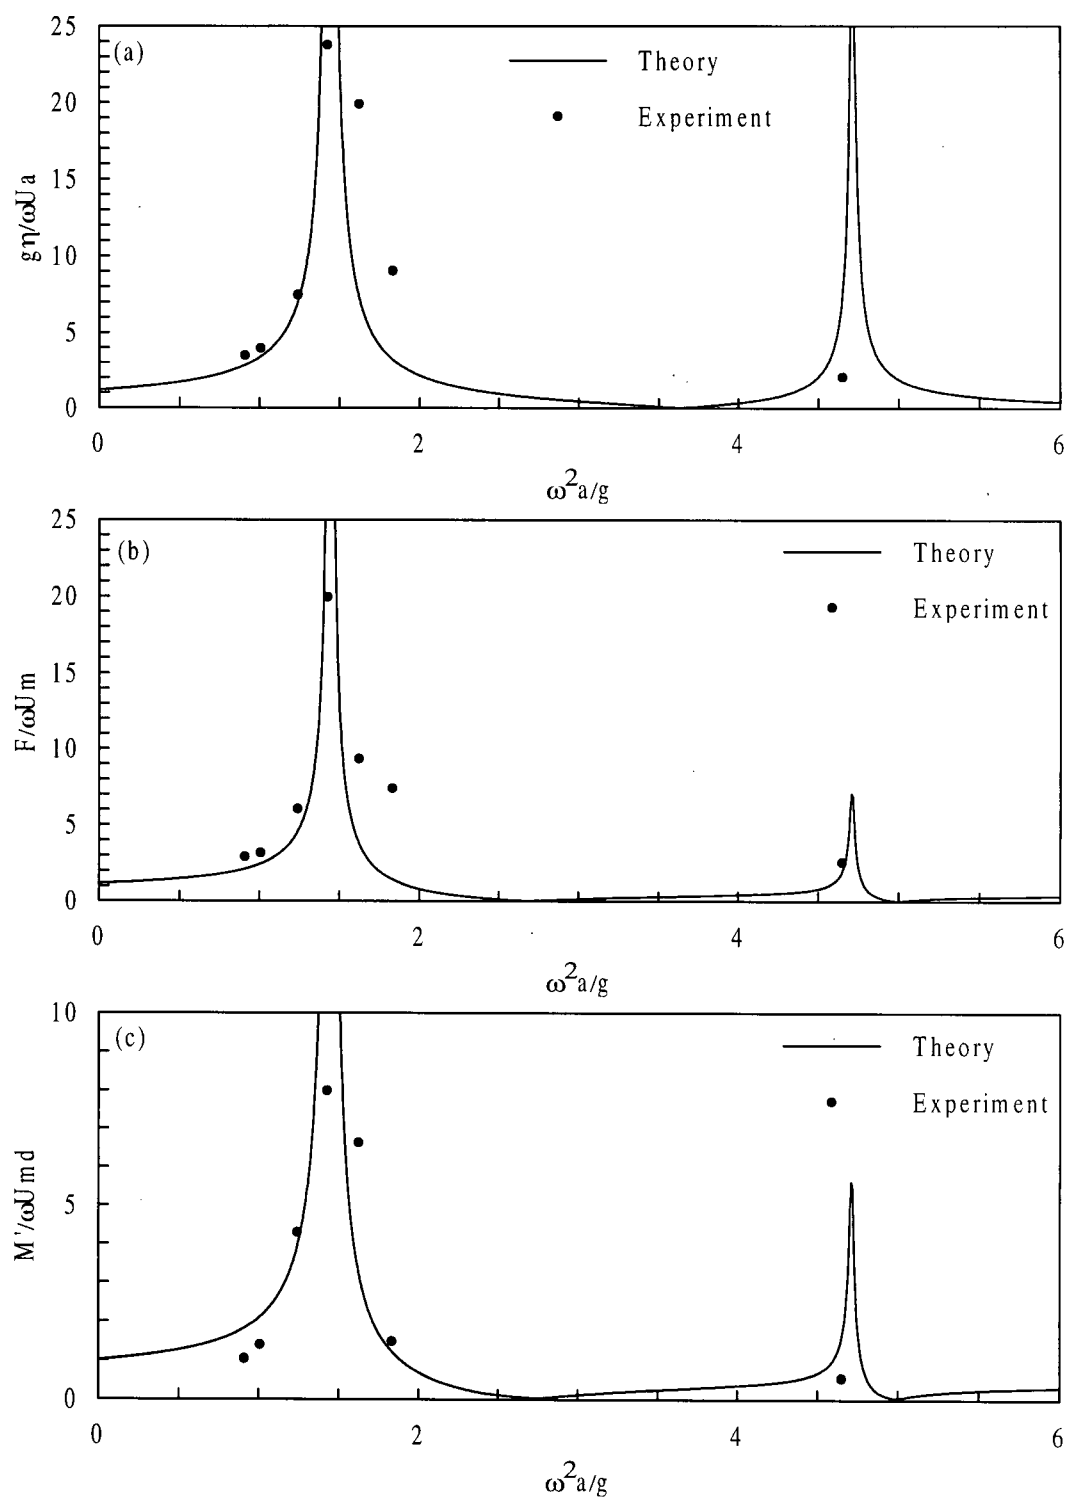 25
(a)
Theory
20
Experiment
15
gη/ωUa
10
5
0
0 2 4 6
ω²a/g
25
(b)
Theory
20
Experiment
15
F/ωUm
10
5
0
0 2 4 6
ω²a/g
10
(c)
Theory
Experiment
M'/ωUmd
5
0
0 2 4 6
ω²a/g